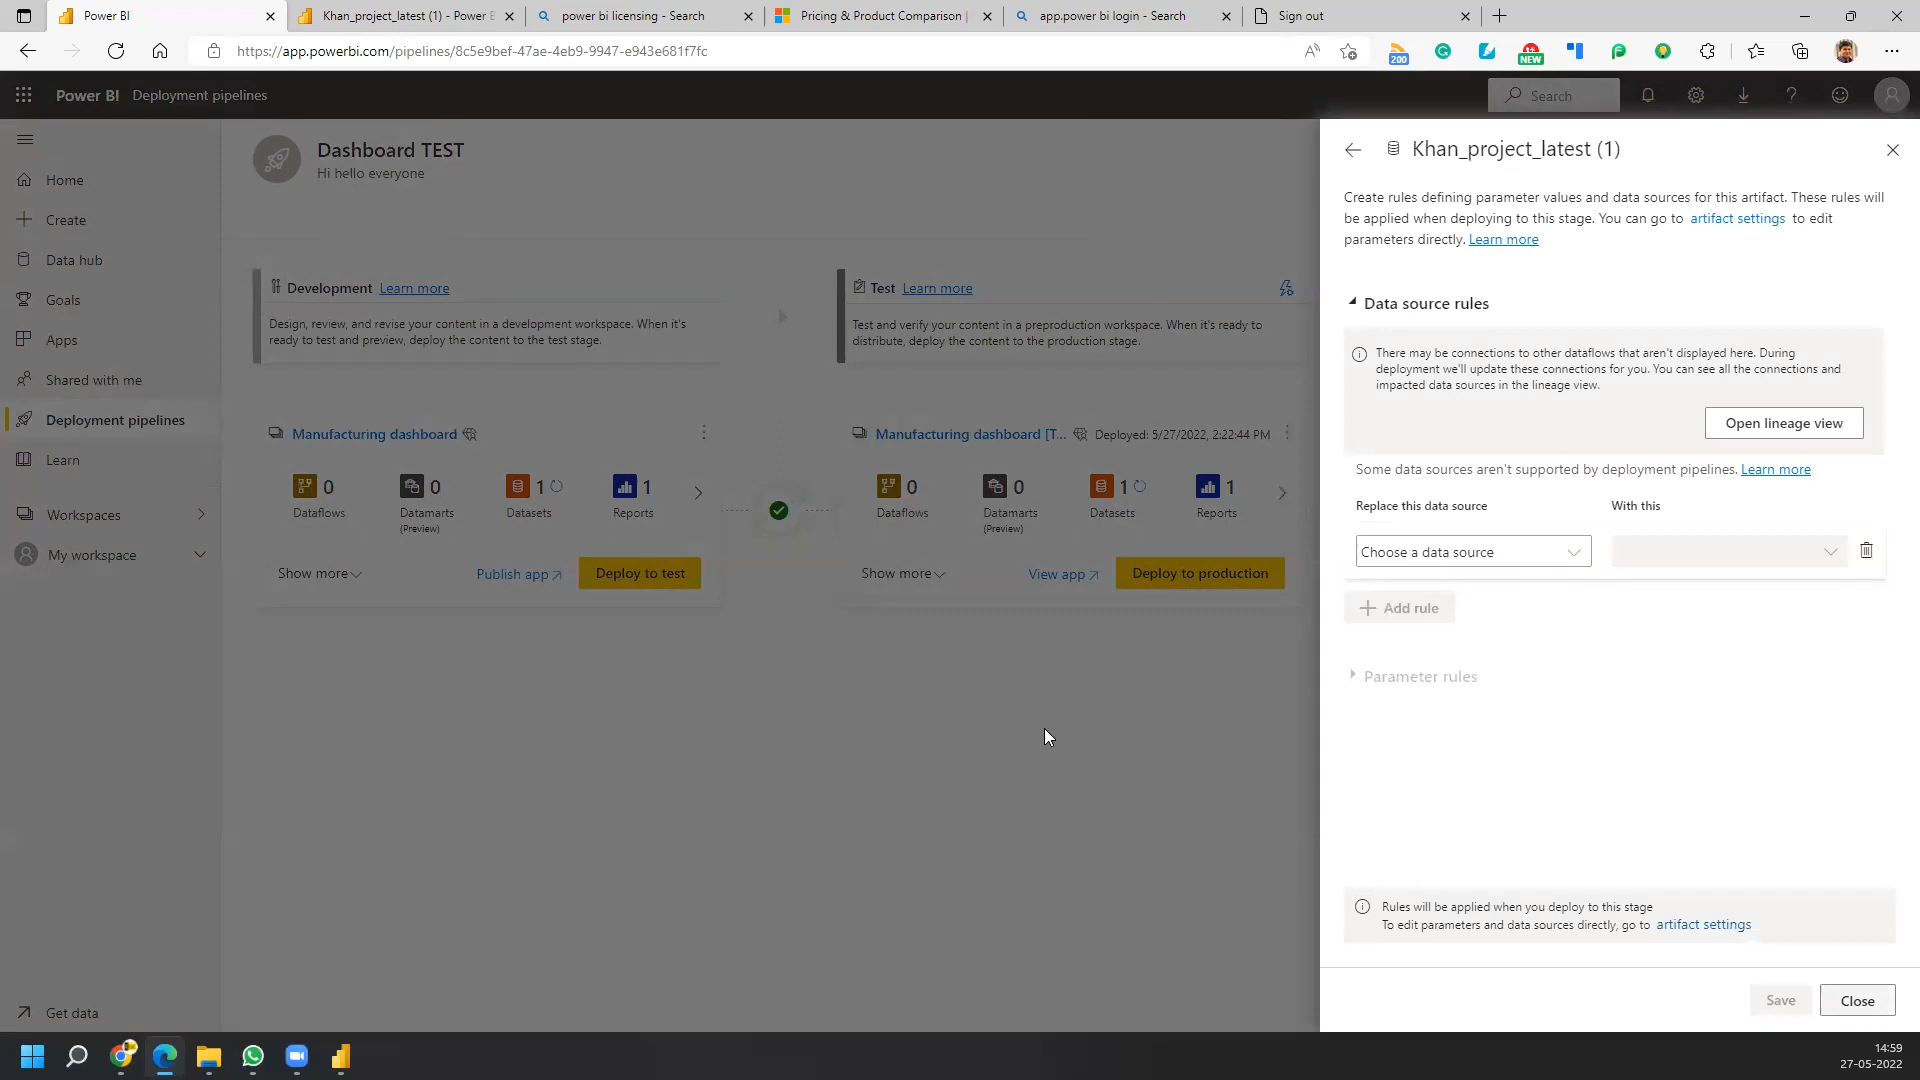 Power BI
Khan_project_latest (1) - Power B
power bi licensing - Search
Pricing & Product Comparison |
app.power bi login - Search
Sign out
https://app.powerbi.com/pipelines/8c5e9bef-47ae-4eb9-9947-e943e681f7fc
200
NEW
Power BI Deployment pipelines
Search
Home
Create
Data hub
Goals
Apps
Shared with me
Deployment pipelines
Learn
Workspaces
My workspace
Get data
Dashboard TEST
Hi hello everyone
Development Learn more
Design, review, and revise your content in a development workspace. When it's
ready to test and preview, deploy the content to the test stage.
Manufacturing dashboard
0 0 1 1
Dataflows Datamarts Datasets Reports
(Preview)
Show more Publish app Deploy to test
Test Learn more
Test and verify your content in a preproduction workspace. When it's ready to
distribute, deploy the content to the production stage.
Manufacturing dashboard [T... Deployed: 5/27/2022, 2:22:44 PM
0 0 1 1
Dataflows Datamarts Datasets Reports
(Preview)
Show more View app Deploy to production
Khan_project_latest (1)
Create rules defining parameter values and data sources for this artifact. These rules will
be applied when deploying to this stage. You can go to artifact settings to edit
parameters directly. Learn more
Data source rules
There may be connections to other dataflows that aren't displayed here. During
deployment we'll update these connections for you. You can see all the connections and
impacted data sources in the lineage view.
Open lineage view
Some data sources aren't supported by deployment pipelines. Learn more
Replace this data source With this
Choose a data source
Add rule
Parameter rules
Rules will be applied when you deploy to this stage
To edit parameters and data sources directly, go to artifact settings
Save Close
14:59
27-05-2022